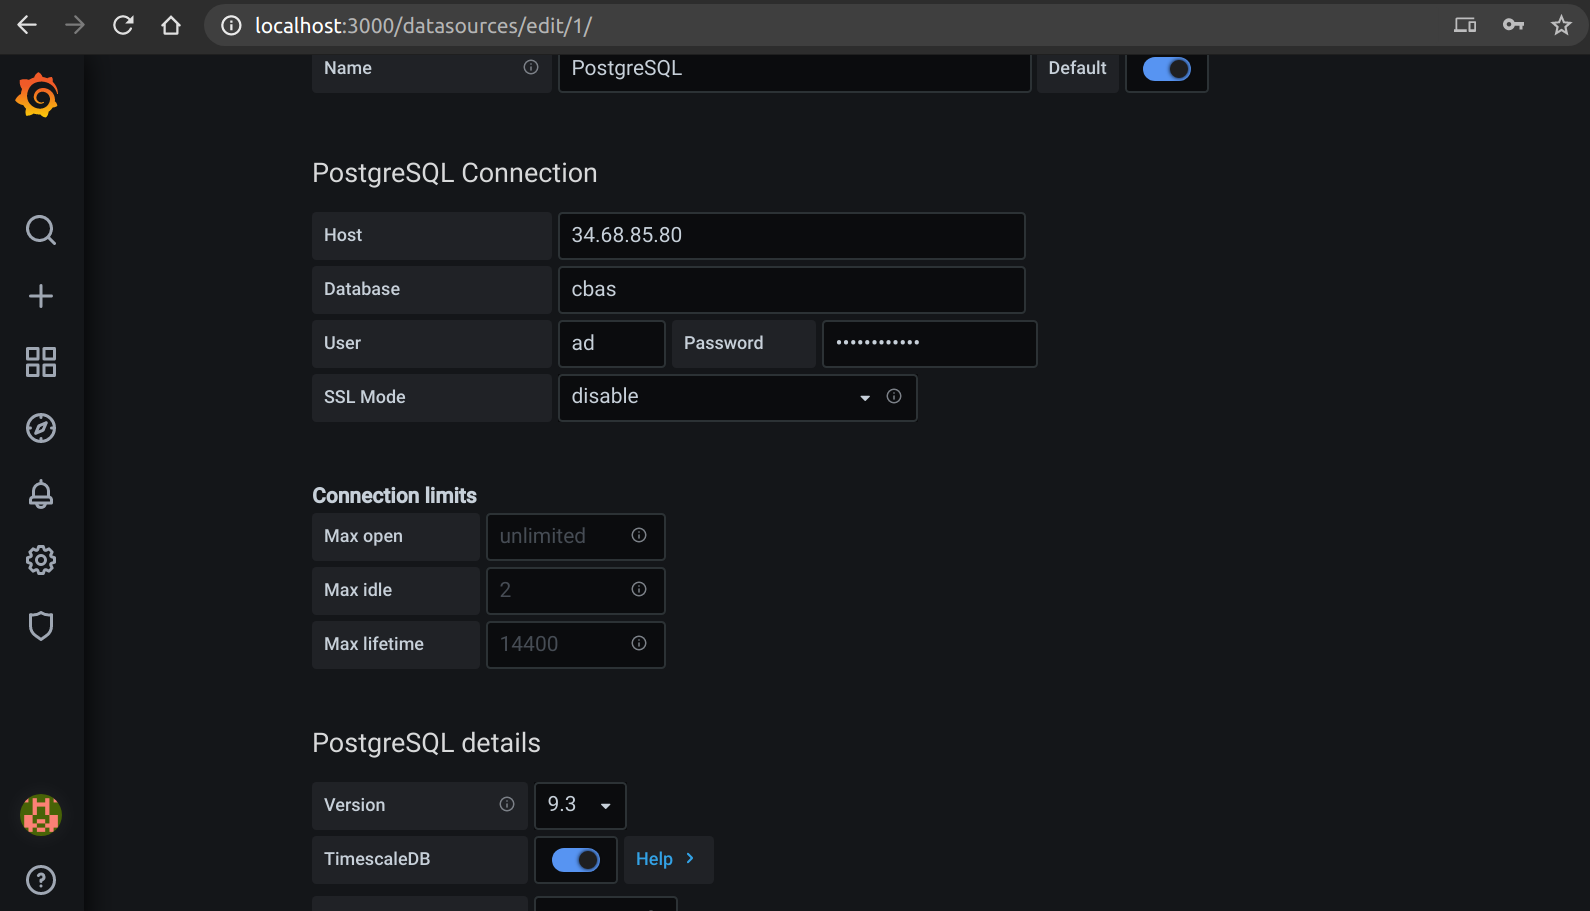 localhost:3000/datasources/edit/1/
Name PostgreSQL Default
PostgreSQL Connection
Host 34.68.85.80
Database cbas
User ad Password ••••••••••••
SSL Mode disable
Connection limits
Max open unlimited
Max idle 2
Max lifetime 14400
PostgreSQL details
Version 9.3
TimescaleDB Help